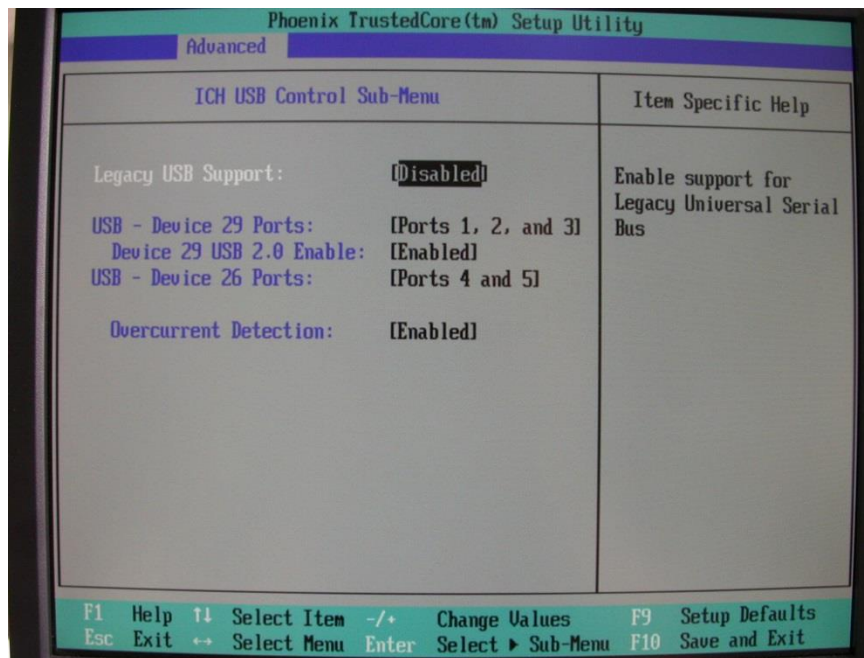 Phoenix TrustedCore(tm) Setup Utility
Advanced
ICH USB Control Sub-Menu
Item Specific Help
Legacy USB Support: [Disabled]
Enable support for
Legacy Universal Serial
Bus
USB - Device 29 Ports: [Ports 1, 2, and 3]
Device 29 USB 2.0 Enable: [Enabled]
USB - Device 26 Ports: [Ports 4 and 5]
Overcurrent Detection: [Enabled]
F1 Help ↑↓ Select Item -/+ Change Values F9 Setup Defaults
Esc Exit ↔ Select Menu Enter Select ▶ Sub-Menu F10 Save and Exit